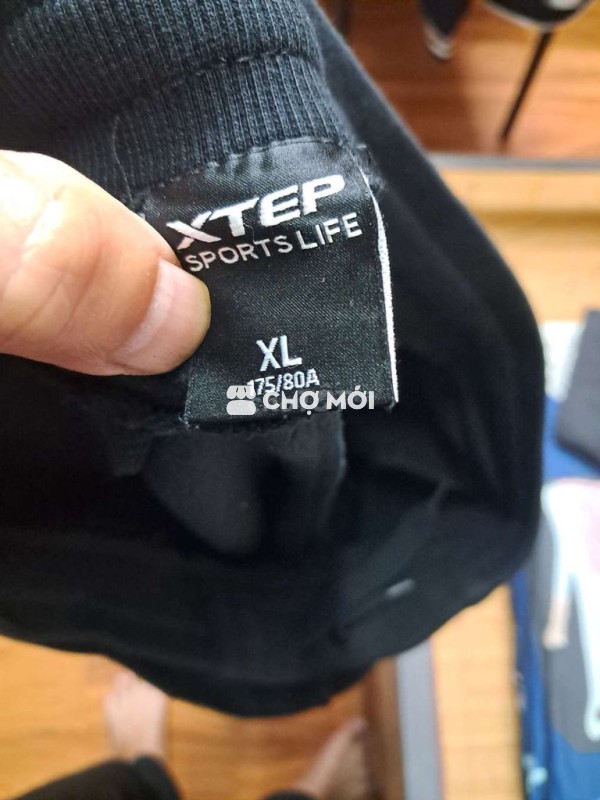 XTEP
SPORTS LIFE
XL
175/80A
CHỢ MỚI